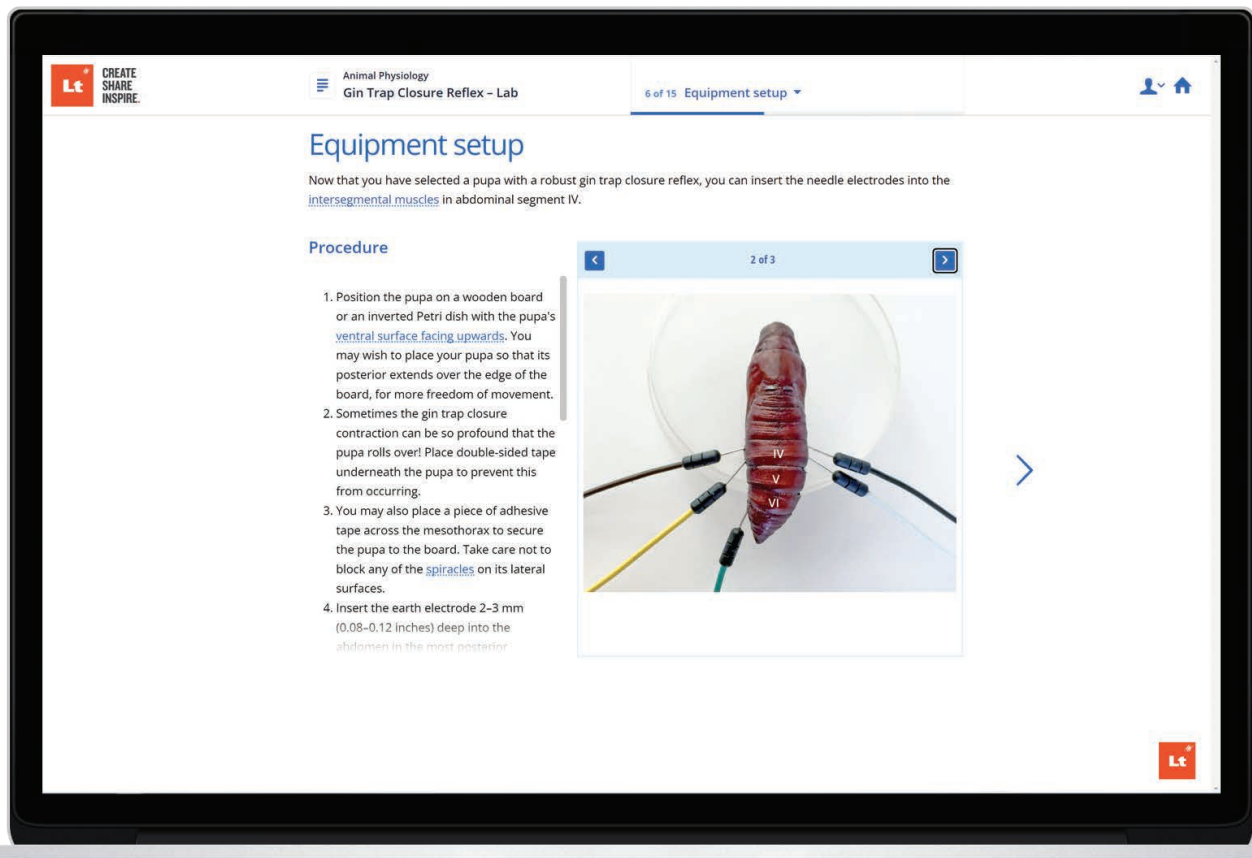 Lt
CREATE
SHARE
INSPIRE.
Animal Physiology
Gin Trap Closure Reflex – Lab
6 of 15 Equipment setup
Equipment setup
Now that you have selected a pupa with a robust gin trap closure reflex, you can insert the needle electrodes into the
intersegmental muscles in abdominal segment IV.
Procedure
1. Position the pupa on a wooden board
or an inverted Petri dish with the pupa's
ventral surface facing upwards. You
may wish to place your pupa so that its
posterior extends over the edge of the
board, for more freedom of movement.
2. Sometimes the gin trap closure
contraction can be so profound that the
pupa rolls over! Place double-sided tape
underneath the pupa to prevent this
from occurring.
3. You may also place a piece of adhesive
tape across the mesothorax to secure
the pupa to the board. Take care not to
block any of the spiracles on its lateral
surfaces.
4. Insert the earth electrode 2–3 mm
(0.08–0.12 inches) deep into the
abdomen in the most posterior
2 of 3
IV
V
VI
Lt